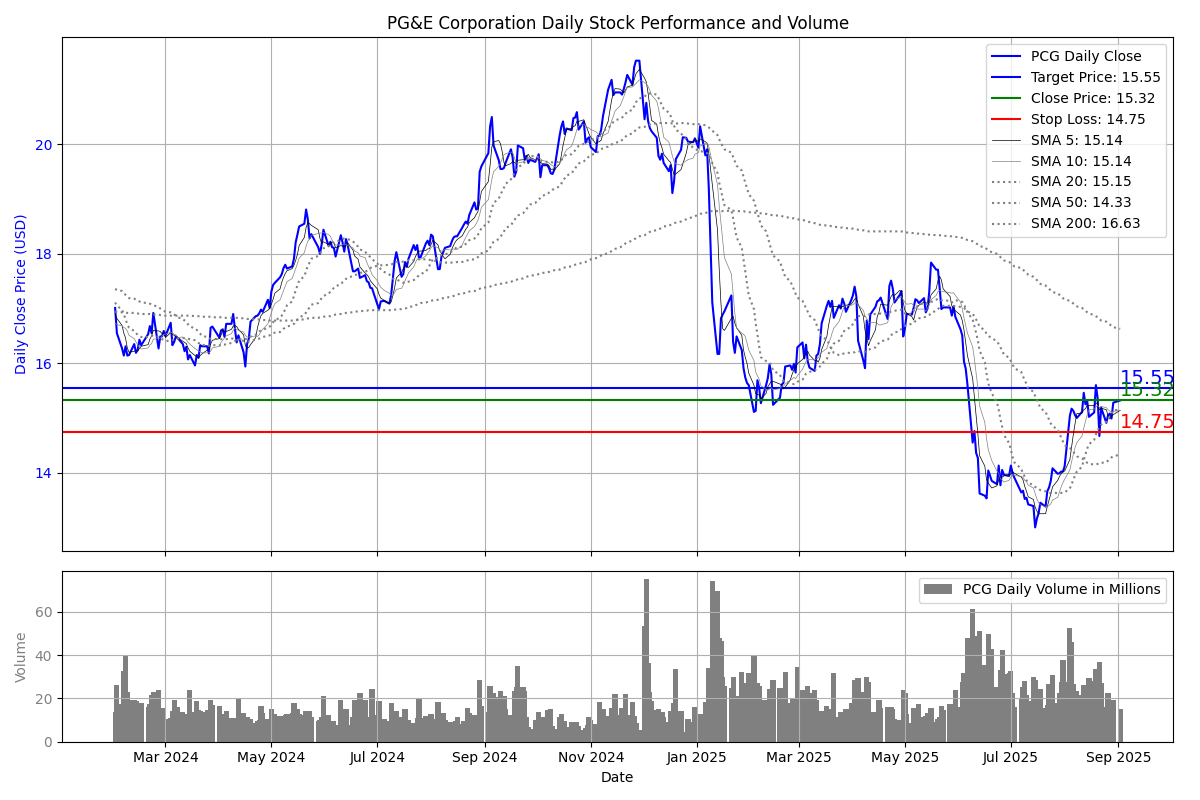 PG&E Corporation Daily Stock Performance and Volume
Daily Close Price (USD)
20
18
16
14
PCG Daily Close
Target Price: 15.55
Close Price: 15.32
Stop Loss: 14.75
SMA 5: 15.14
SMA 10: 15.14
SMA 20: 15.15
SMA 50: 14.33
SMA 200: 16.63
15.55
15.32
14.75
Volume
60
40
20
0
PCG Daily Volume in Millions
Mar 2024 May 2024 Jul 2024 Sep 2024 Nov 2024 Jan 2025 Mar 2025 May 2025 Jul 2025 Sep 2025
Date